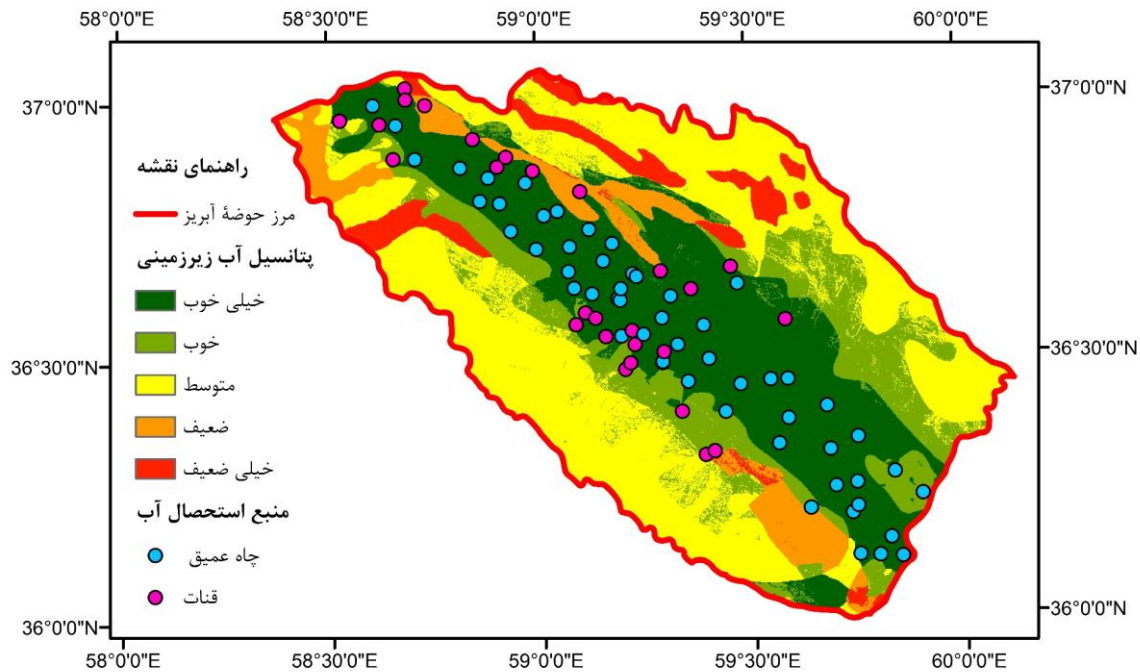 58°0'0"E 58°30'0"E 59°0'0"E 59°30'0"E 60°0'0"E
37°0'0"N 37°0'0"N
راهنمای نقشه
مرز حوضۀ آبریز
پتانسیل آب زیرزمینی
خیلی خوب
خوب
36°30'0"N 36°30'0"N
متوسط
ضعیف
خیلی ضعیف
منبع استحصال آب
چاه عمیق
قنات
36°0'0"N 36°0'0"N
58°0'0"E 58°30'0"E 59°0'0"E 59°30'0"E 60°0'0"E